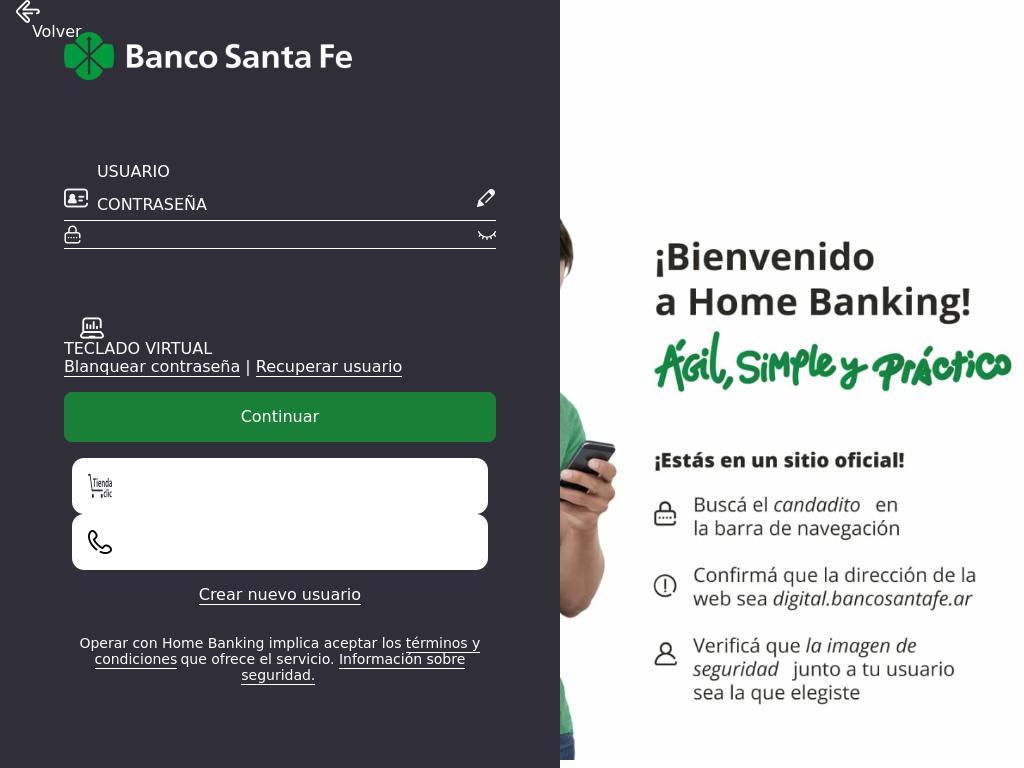 Volver
Banco Santa Fe
USUARIO
CONTRASEÑA
TECLADO VIRTUAL
Blanquear contraseña | Recuperar usuario
Continuar
Tienda
clic
Crear nuevo usuario
Operar con Home Banking implica aceptar los términos y
condiciones que ofrece el servicio. Información sobre
seguridad.
¡Bienvenido
a Home Banking!
Ágil, Simple y Práctico
¡Estás en un sitio oficial!
Buscá el candadito en
la barra de navegación
Confirmá que la dirección de la
web sea digital.bancosantafe.ar
Verificá que la imagen de
seguridad junto a tu usuario
sea la que elegiste